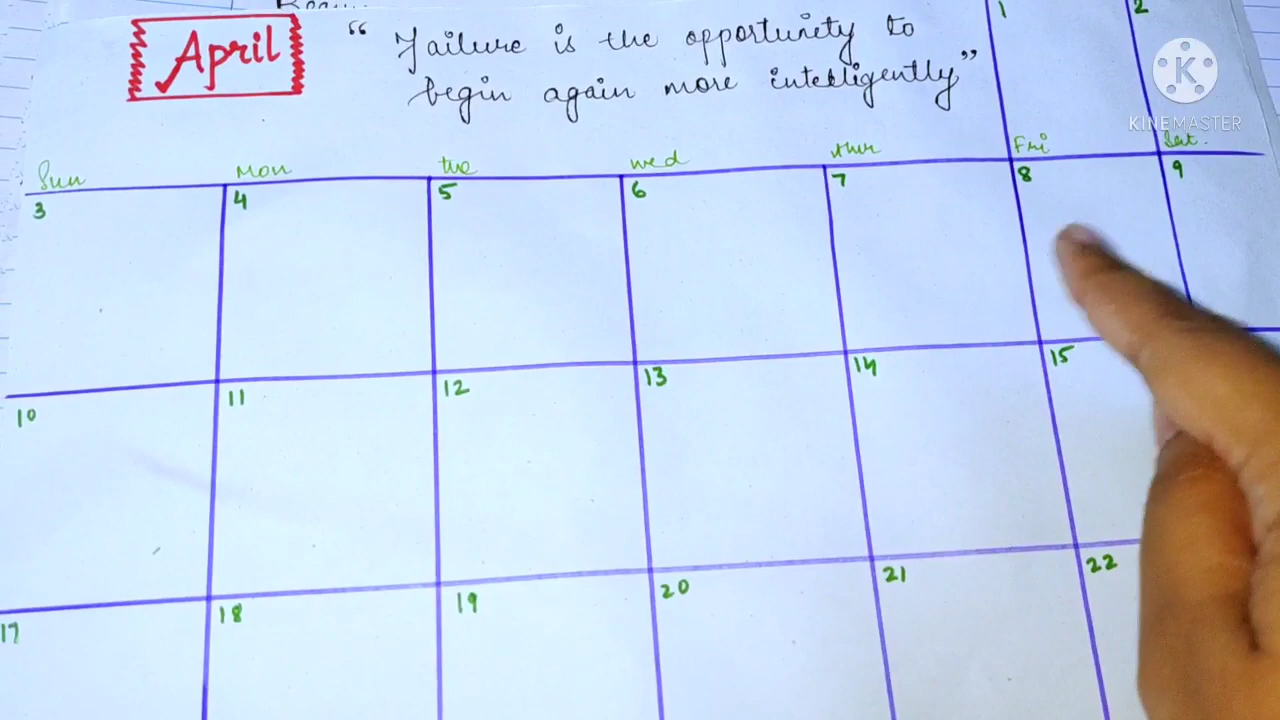 April
“ Failure is the opportunity to
begin again more intelligently”
1 2
KINEMASTER
Sun Mon tue wed thur Fri Sat.
3 4 5 6 7 8 9
10 11 12 13 14 15
17 18 19 20 21 22